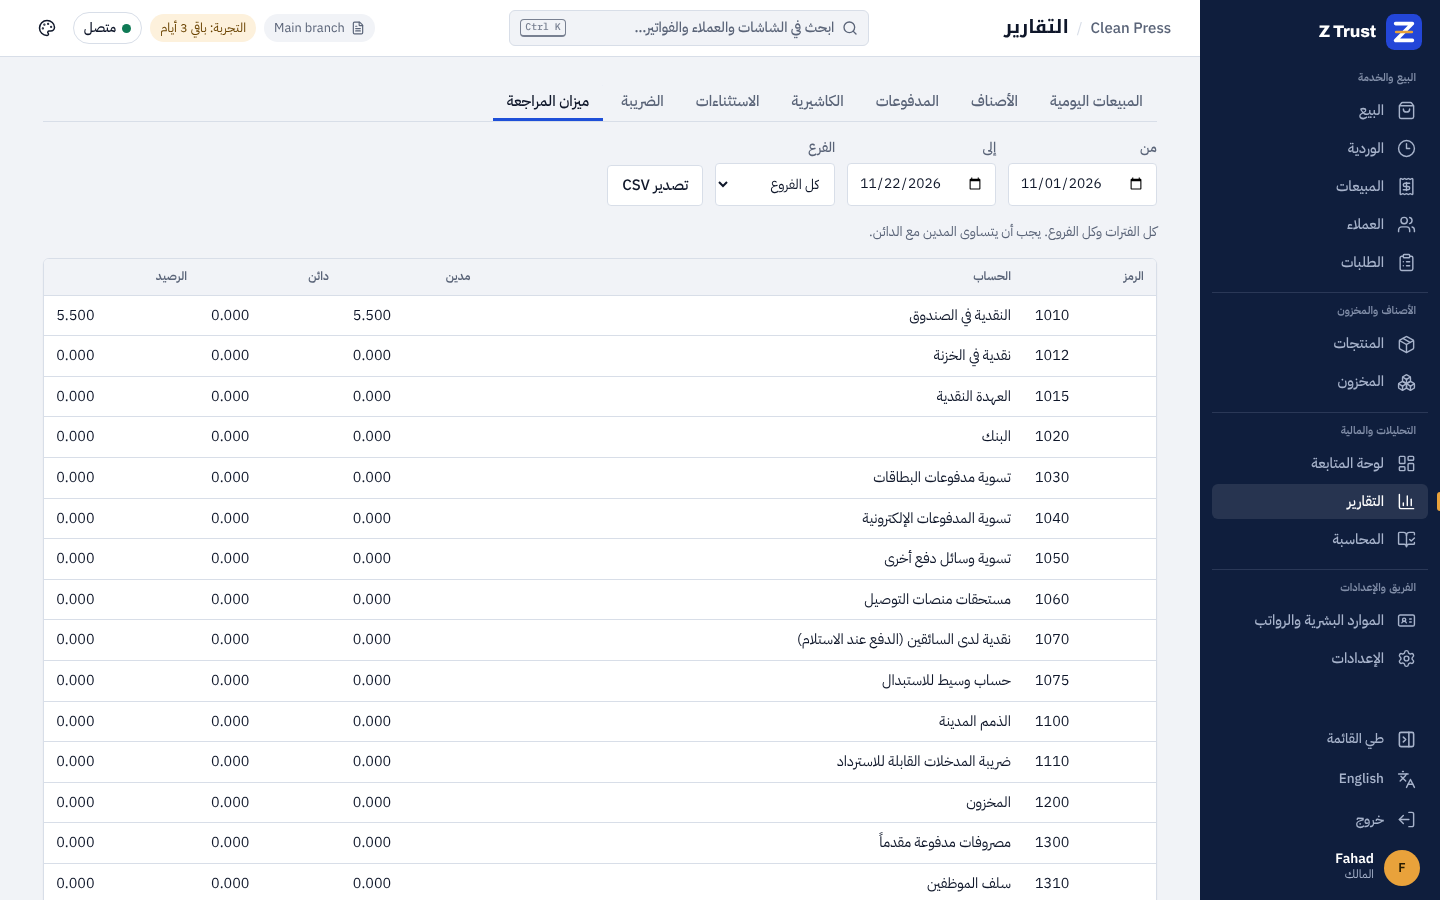 Z Trust
البيع والخدمة
البيع
الوردية
المبيعات
العملاء
الطلبات
الأصناف والمخزون
المنتجات
المخزون
التحليلات والمالية
لوحة المتابعة
التقارير
المحاسبة
الفريق والإعدادات
الموارد البشرية والرواتب
الإعدادات
طي القائمة
English
خروج
F
Fahad
المالك
Clean Press / التقارير
ابحث في الشاشات والعملاء والفواتير... Ctrl K
Main branch
التجربة: باقي 3 أيام
متصل
المبيعات اليومية الأصناف المدفوعات الكاشيرية الاستثناءات الضريبة ميزان المراجعة
من إلى الفرع
11/01/2026 11/22/2026 كل الفروع تصدير CSV
كل الفترات وكل الفروع. يجب أن يتساوى المدين مع الدائن.
الرمز الحساب مدين دائن الرصيد
1010 النقدية في الصندوق 5.500 0.000 5.500
1012 نقدية في الخزنة 0.000 0.000 0.000
1015 العهدة النقدية 0.000 0.000 0.000
1020 البنك 0.000 0.000 0.000
1030 تسوية مدفوعات البطاقات 0.000 0.000 0.000
1040 تسوية المدفوعات الإلكترونية 0.000 0.000 0.000
1050 تسوية وسائل دفع أخرى 0.000 0.000 0.000
1060 مستحقات منصات التوصيل 0.000 0.000 0.000
1070 نقدية لدى السائقين (الدفع عند الاستلام) 0.000 0.000 0.000
1075 حساب وسيط للاستبدال 0.000 0.000 0.000
1100 الذمم المدينة 0.000 0.000 0.000
1110 ضريبة المدخلات القابلة للاسترداد 0.000 0.000 0.000
1200 المخزون 0.000 0.000 0.000
1300 مصروفات مدفوعة مقدماً 0.000 0.000 0.000
1310 سلف الموظفين 0.000 0.000 0.000